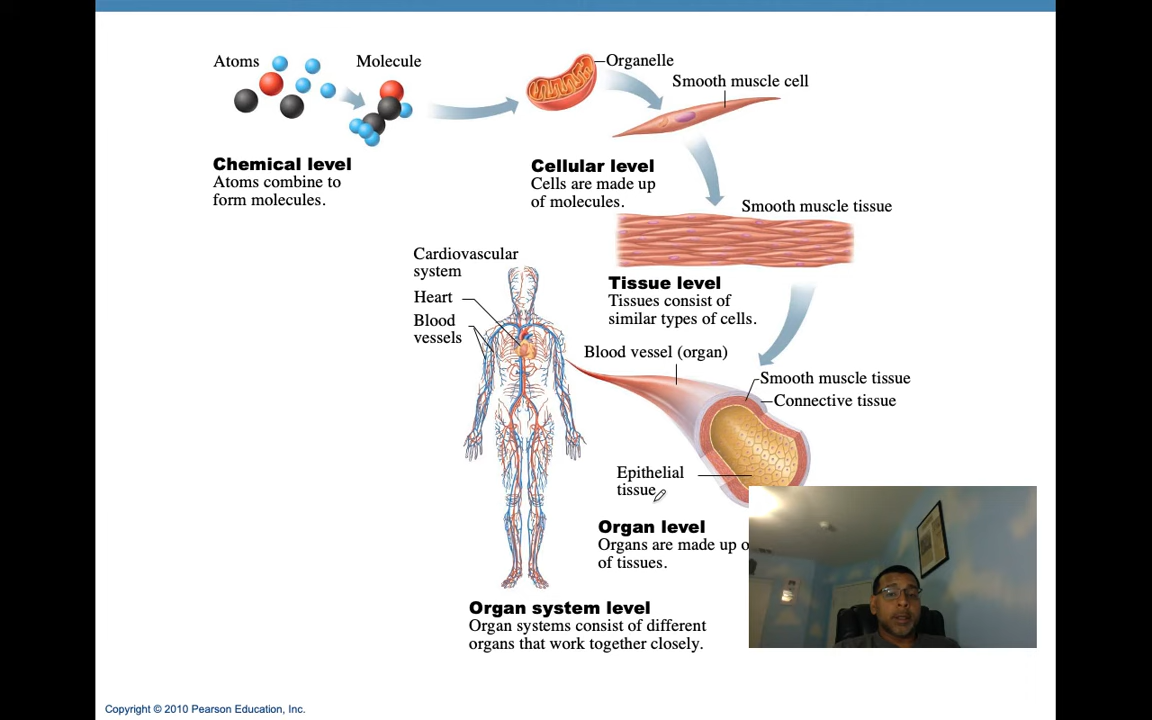 Atoms
Molecule
Organelle
Smooth muscle cell
Chemical level
Atoms combine to
form molecules.
Cellular level
Cells are made up
of molecules.
Smooth muscle tissue
Tissue level
Tissues consist of
similar types of cells.
Cardiovascular
system
Heart
Blood
vessels
Blood vessel (organ)
Smooth muscle tissue
Connective tissue
Epithelial
tissue
Organ level
Organs are made up
of tissues.
Organ system level
Organ systems consist of different
organs that work together closely.
Copyright © 2010 Pearson Education, Inc.